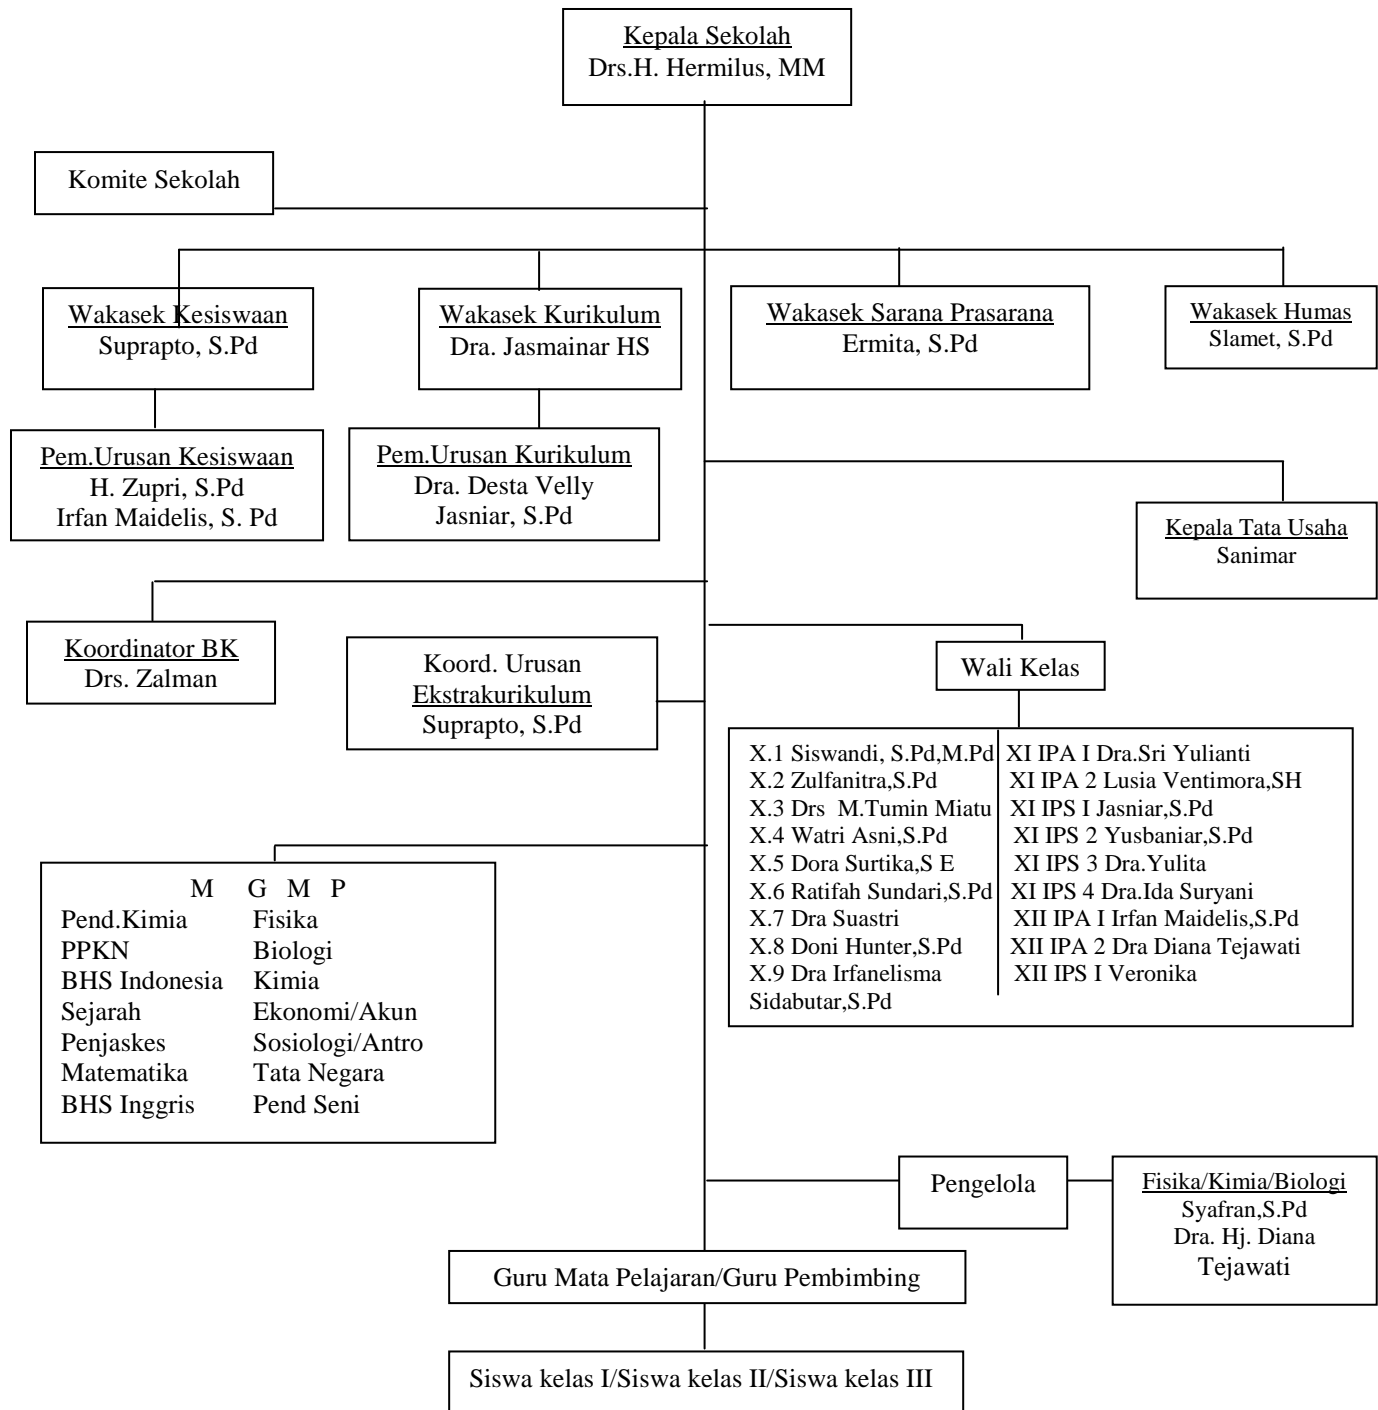 Kepala Sekolah
Drs.H. Hermilus, MM
Komite Sekolah
Wakasek Kesiswaan
Suprapto, S.Pd
Wakasek Kurikulum
Dra. Jasmainar HS
Wakasek Sarana Prasarana
Ermita, S.Pd
Wakasek Humas
Slamet, S.Pd
Pem.Urusan Kesiswaan
H. Zupri, S.Pd
Irfan Maidelis, S. Pd
Pem.Urusan Kurikulum
Dra. Desta Velly
Jasniar, S.Pd
Kepala Tata Usaha
Sanimar
Koordinator BK
Drs. Zalman
Koord. Urusan
Ekstrakurikulum
Suprapto, S.Pd
Wali Kelas
X.1 Siswandi, S.Pd,M.Pd
X.2 Zulfanitra,S.Pd
X.3 Drs M.Tumin Miatu
X.4 Watri Asni,S.Pd
X.5 Dora Surtika,S E
X.6 Ratifah Sundari,S.Pd
X.7 Dra Suastri
X.8 Doni Hunter,S.Pd
X.9 Dra Irfanelisma
Sidabutar,S.Pd
XI IPA I Dra.Sri Yulianti
XI IPA 2 Lusia Ventimora,SH
XI IPS I Jasniar,S.Pd
XI IPS 2 Yusbaniar,S.Pd
XI IPS 3 Dra.Yulita
XI IPS 4 Dra.Ida Suryani
XII IPA I Irfan Maidelis,S.Pd
XII IPA 2 Dra Diana Tejawati
XII IPS I Veronika
M G M P
Pend.Kimia Fisika
PPKN Biologi
BHS Indonesia Kimia
Sejarah Ekonomi/Akun
Penjaskes Sosiologi/Antro
Matematika Tata Negara
BHS Inggris Pend Seni
Pengelola
Fisika/Kimia/Biologi
Syafran,S.Pd
Dra. Hj. Diana
Tejawati
Guru Mata Pelajaran/Guru Pembimbing
Siswa kelas I/Siswa kelas II/Siswa kelas III